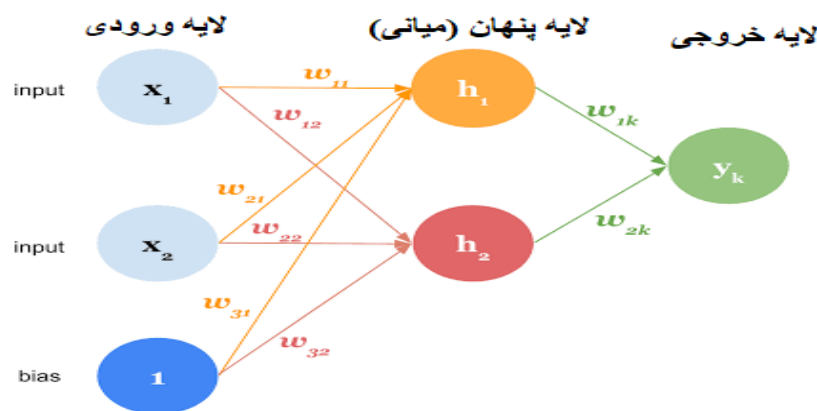 لایه ورودی
لایه پنهان (میانی)
لایه خروجی
input
x₁
w₁₁
h₁
w₁₂
w₁ₖ
yₖ
w₂₁
input
x₂
w₂₂
h₂
w₂ₖ
w₃₁
w₃₂
bias
1